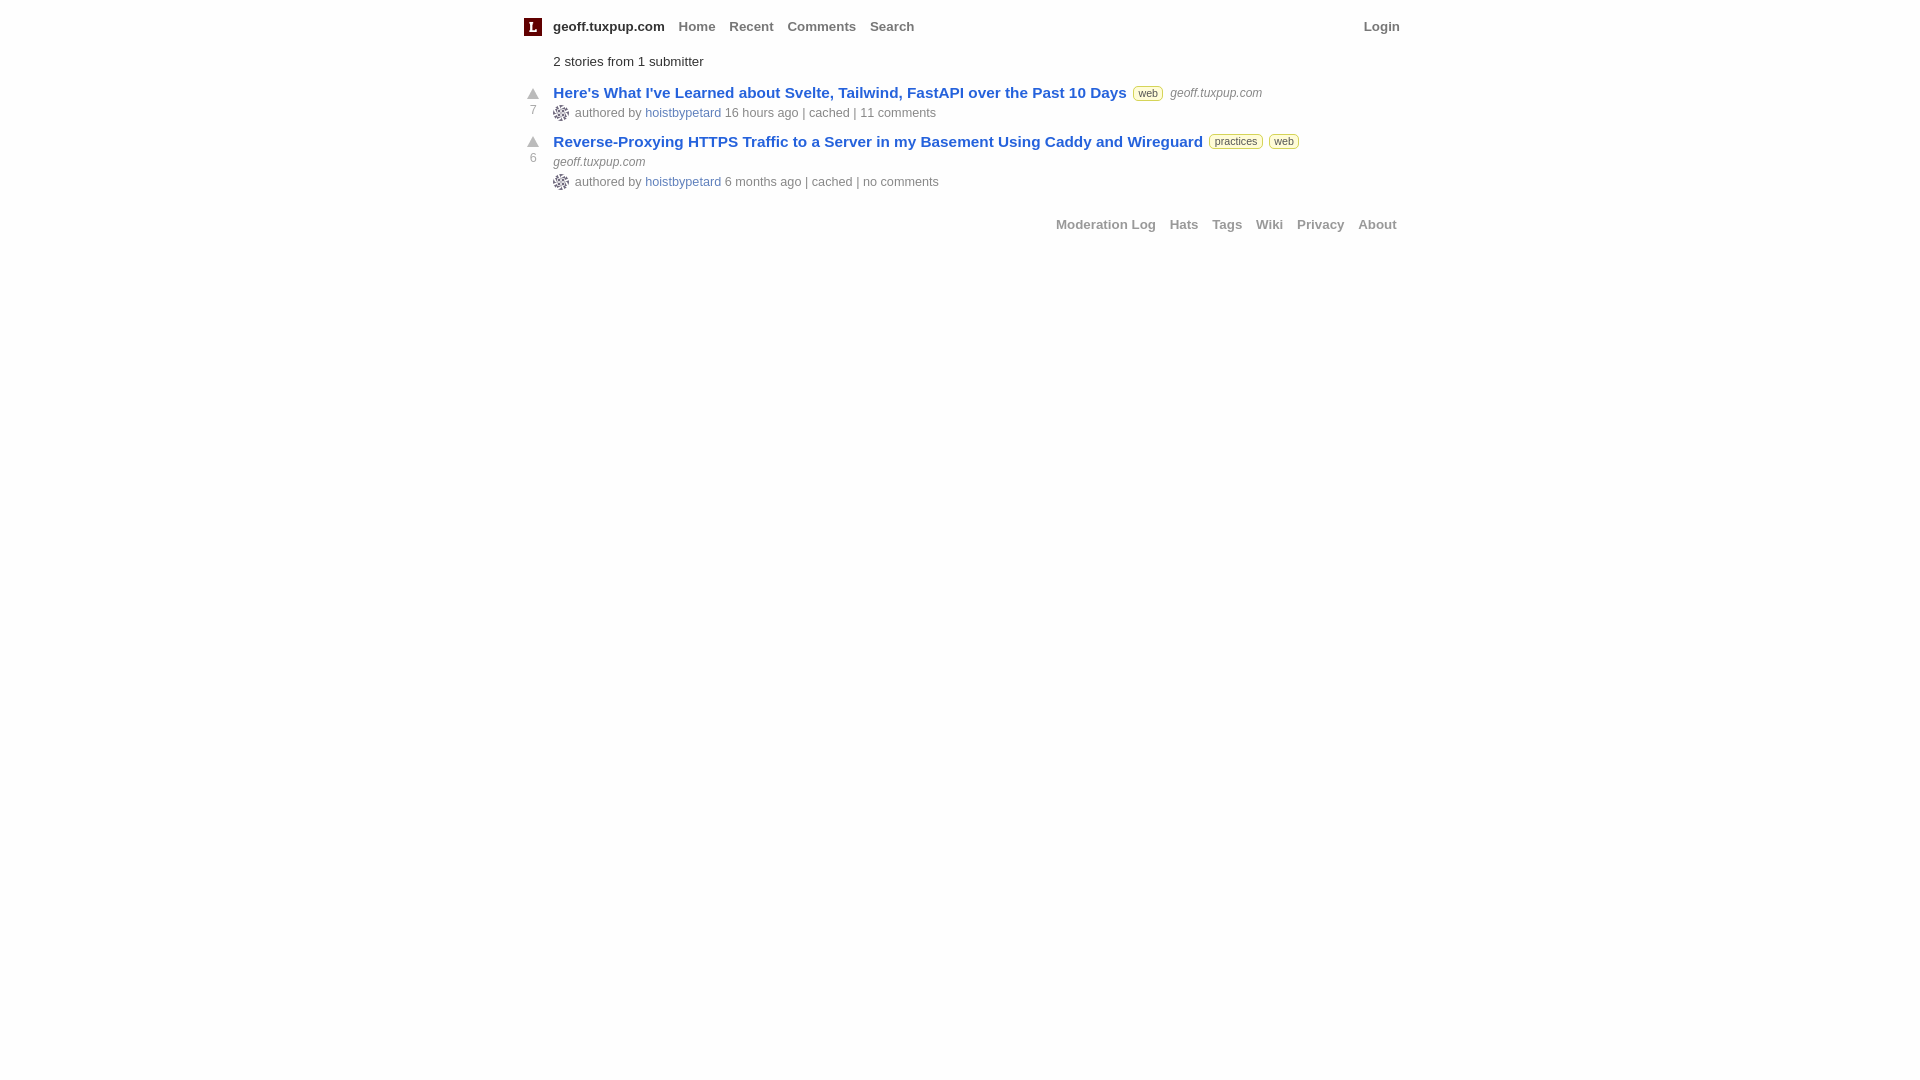 L geoff.tuxpup.com Home Recent Comments Search Login
2 stories from 1 submitter
Here's What I've Learned about Svelte, Tailwind, FastAPI over the Past 10 Days web geoff.tuxpup.com
7
authored by hoistbypetard 16 hours ago | cached | 11 comments
Reverse-Proxying HTTPS Traffic to a Server in my Basement Using Caddy and Wireguard practices web
6
geoff.tuxpup.com
authored by hoistbypetard 6 months ago | cached | no comments
Moderation Log Hats Tags Wiki Privacy About